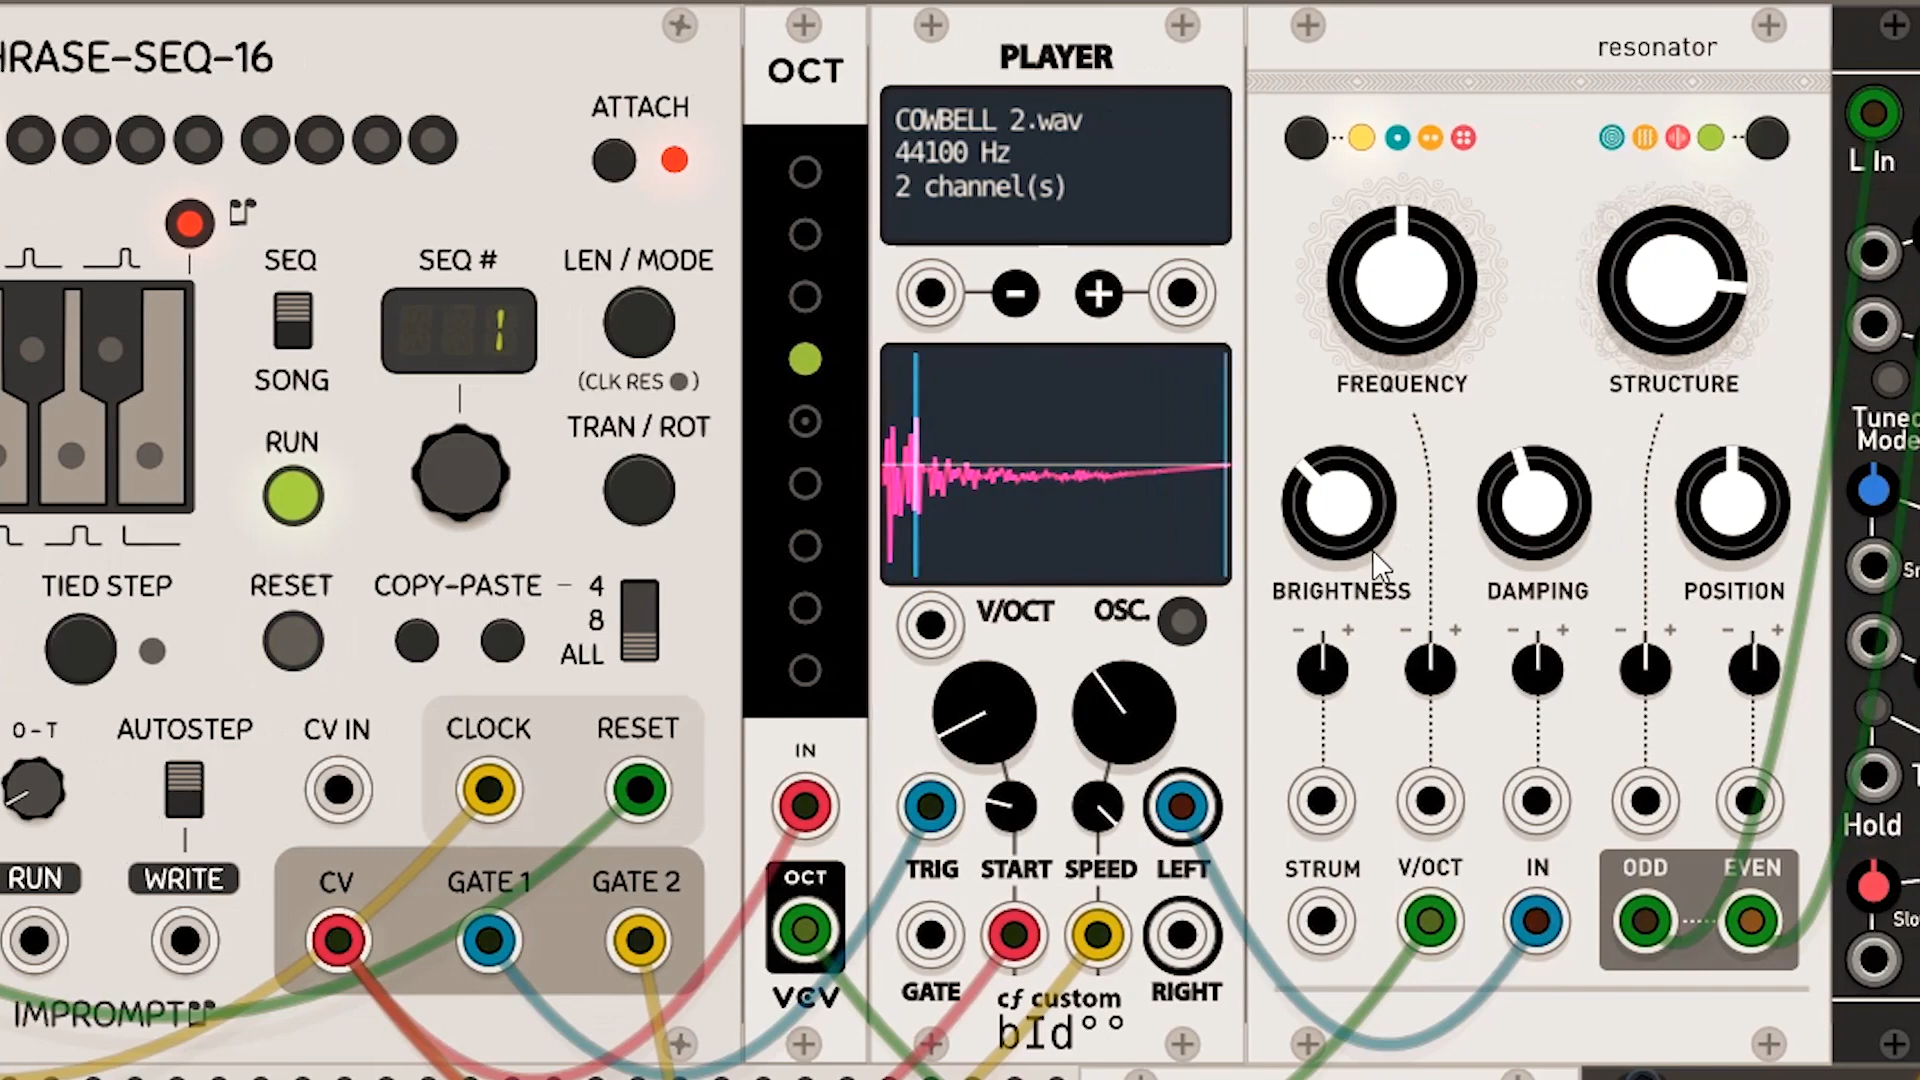 HRASE-SEQ-16
ATTACH
SEQ
SEQ #
LEN / MODE
SONG
(CLK RES )
TRAN / ROT
RUN
TIED STEP
RESET
COPY-PASTE
4
8
ALL
0 - T
AUTOSTEP
CV IN
CLOCK
RESET
RUN
WRITE
CV
GATE 1
GATE 2
IMPROMPT
OCT
IN
OCT
VCV
PLAYER
COWBELL 2.wav
44100 Hz
2 channel(s)
-
+
V/OCT
OSC.
TRIG
START
SPEED
LEFT
GATE
RIGHT
cf custom
bId°°
resonator
FREQUENCY
STRUCTURE
BRIGHTNESS
DAMPING
POSITION
- + - + - + - + - +
STRUM
V/OCT
IN
ODD
EVEN
L In
Mode
Hold